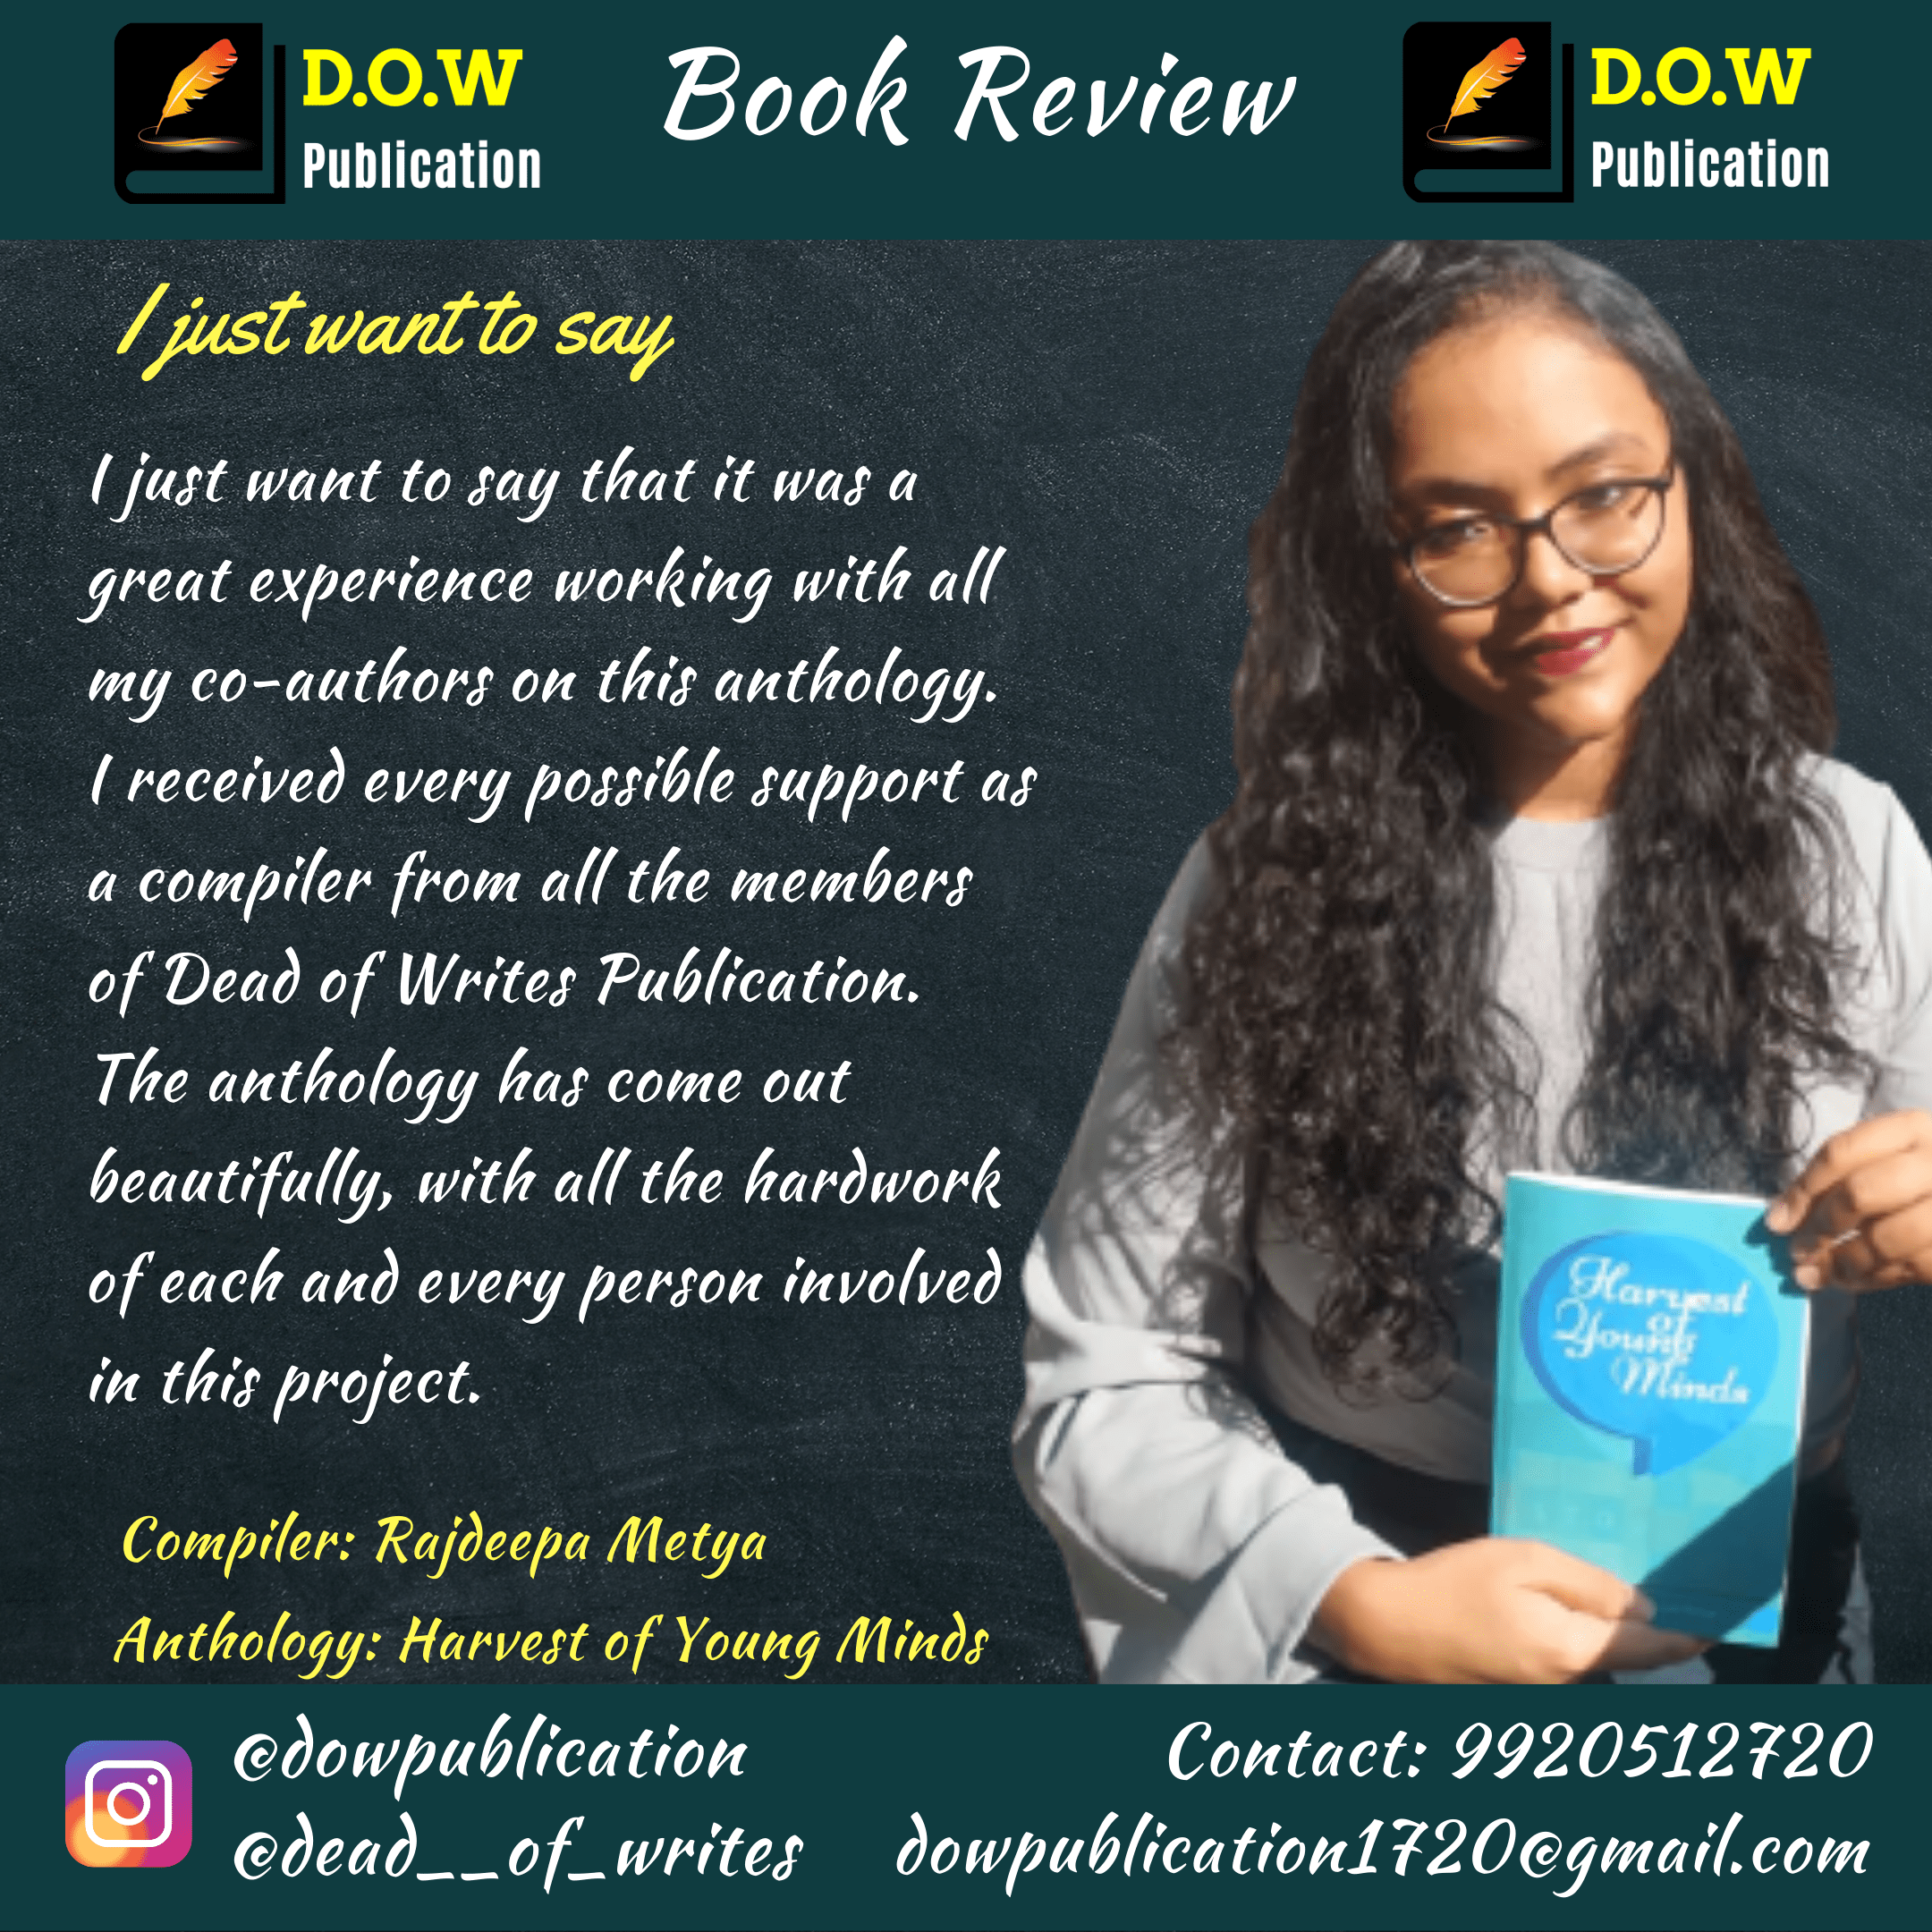 D.O.W
Publication
Book Review
D.O.W
Publication
I just want to say
I just want to say that it was a
great experience working with all
my co-authors on this anthology.
I received every possible support as
a compiler from all the members
of Dead of Writes Publication.
The anthology has come out
beautifully, with all the hardwork
of each and every person involved
in this project.
Compiler: Rajdeepa Metya
Anthology: Harvest of Young Minds
Harvest
of
Young
Minds
@dowpublication
@dead__of_writes
Contact: 9920512720
dowpublication1720@gmail.com